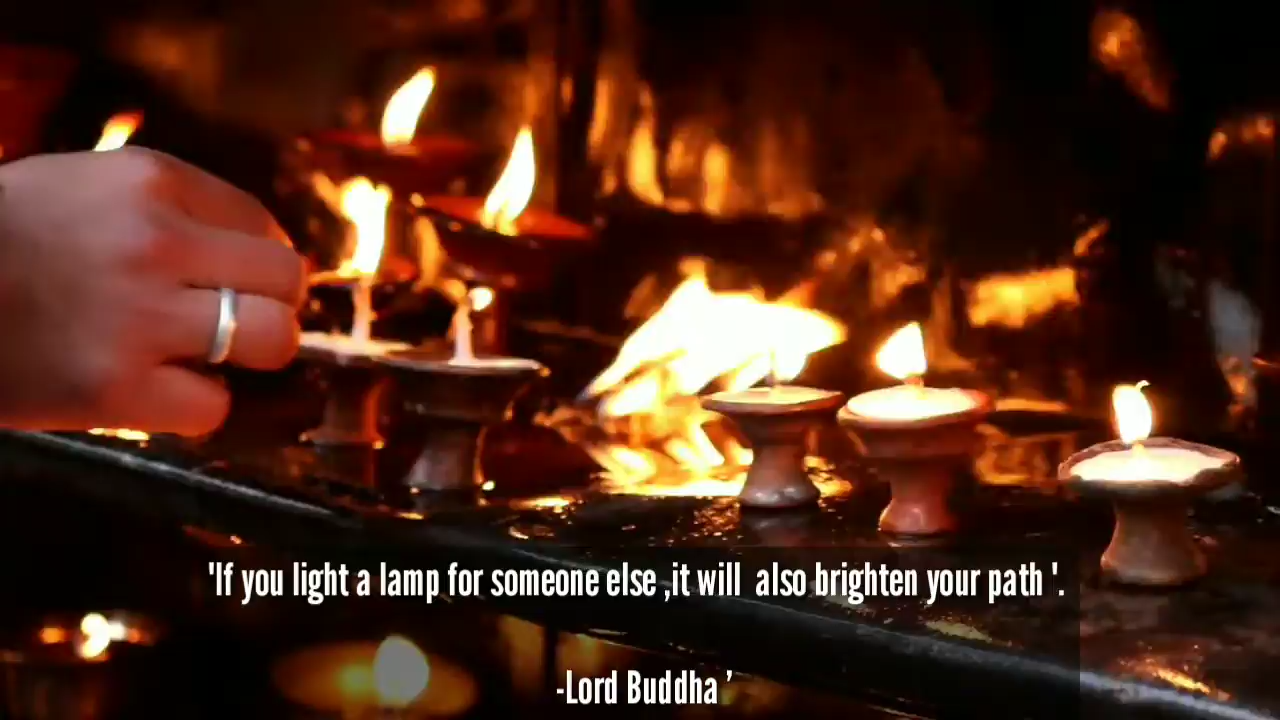 'If you light a lamp for someone else ,it will  also brighten your path '.
-Lord Buddha ’